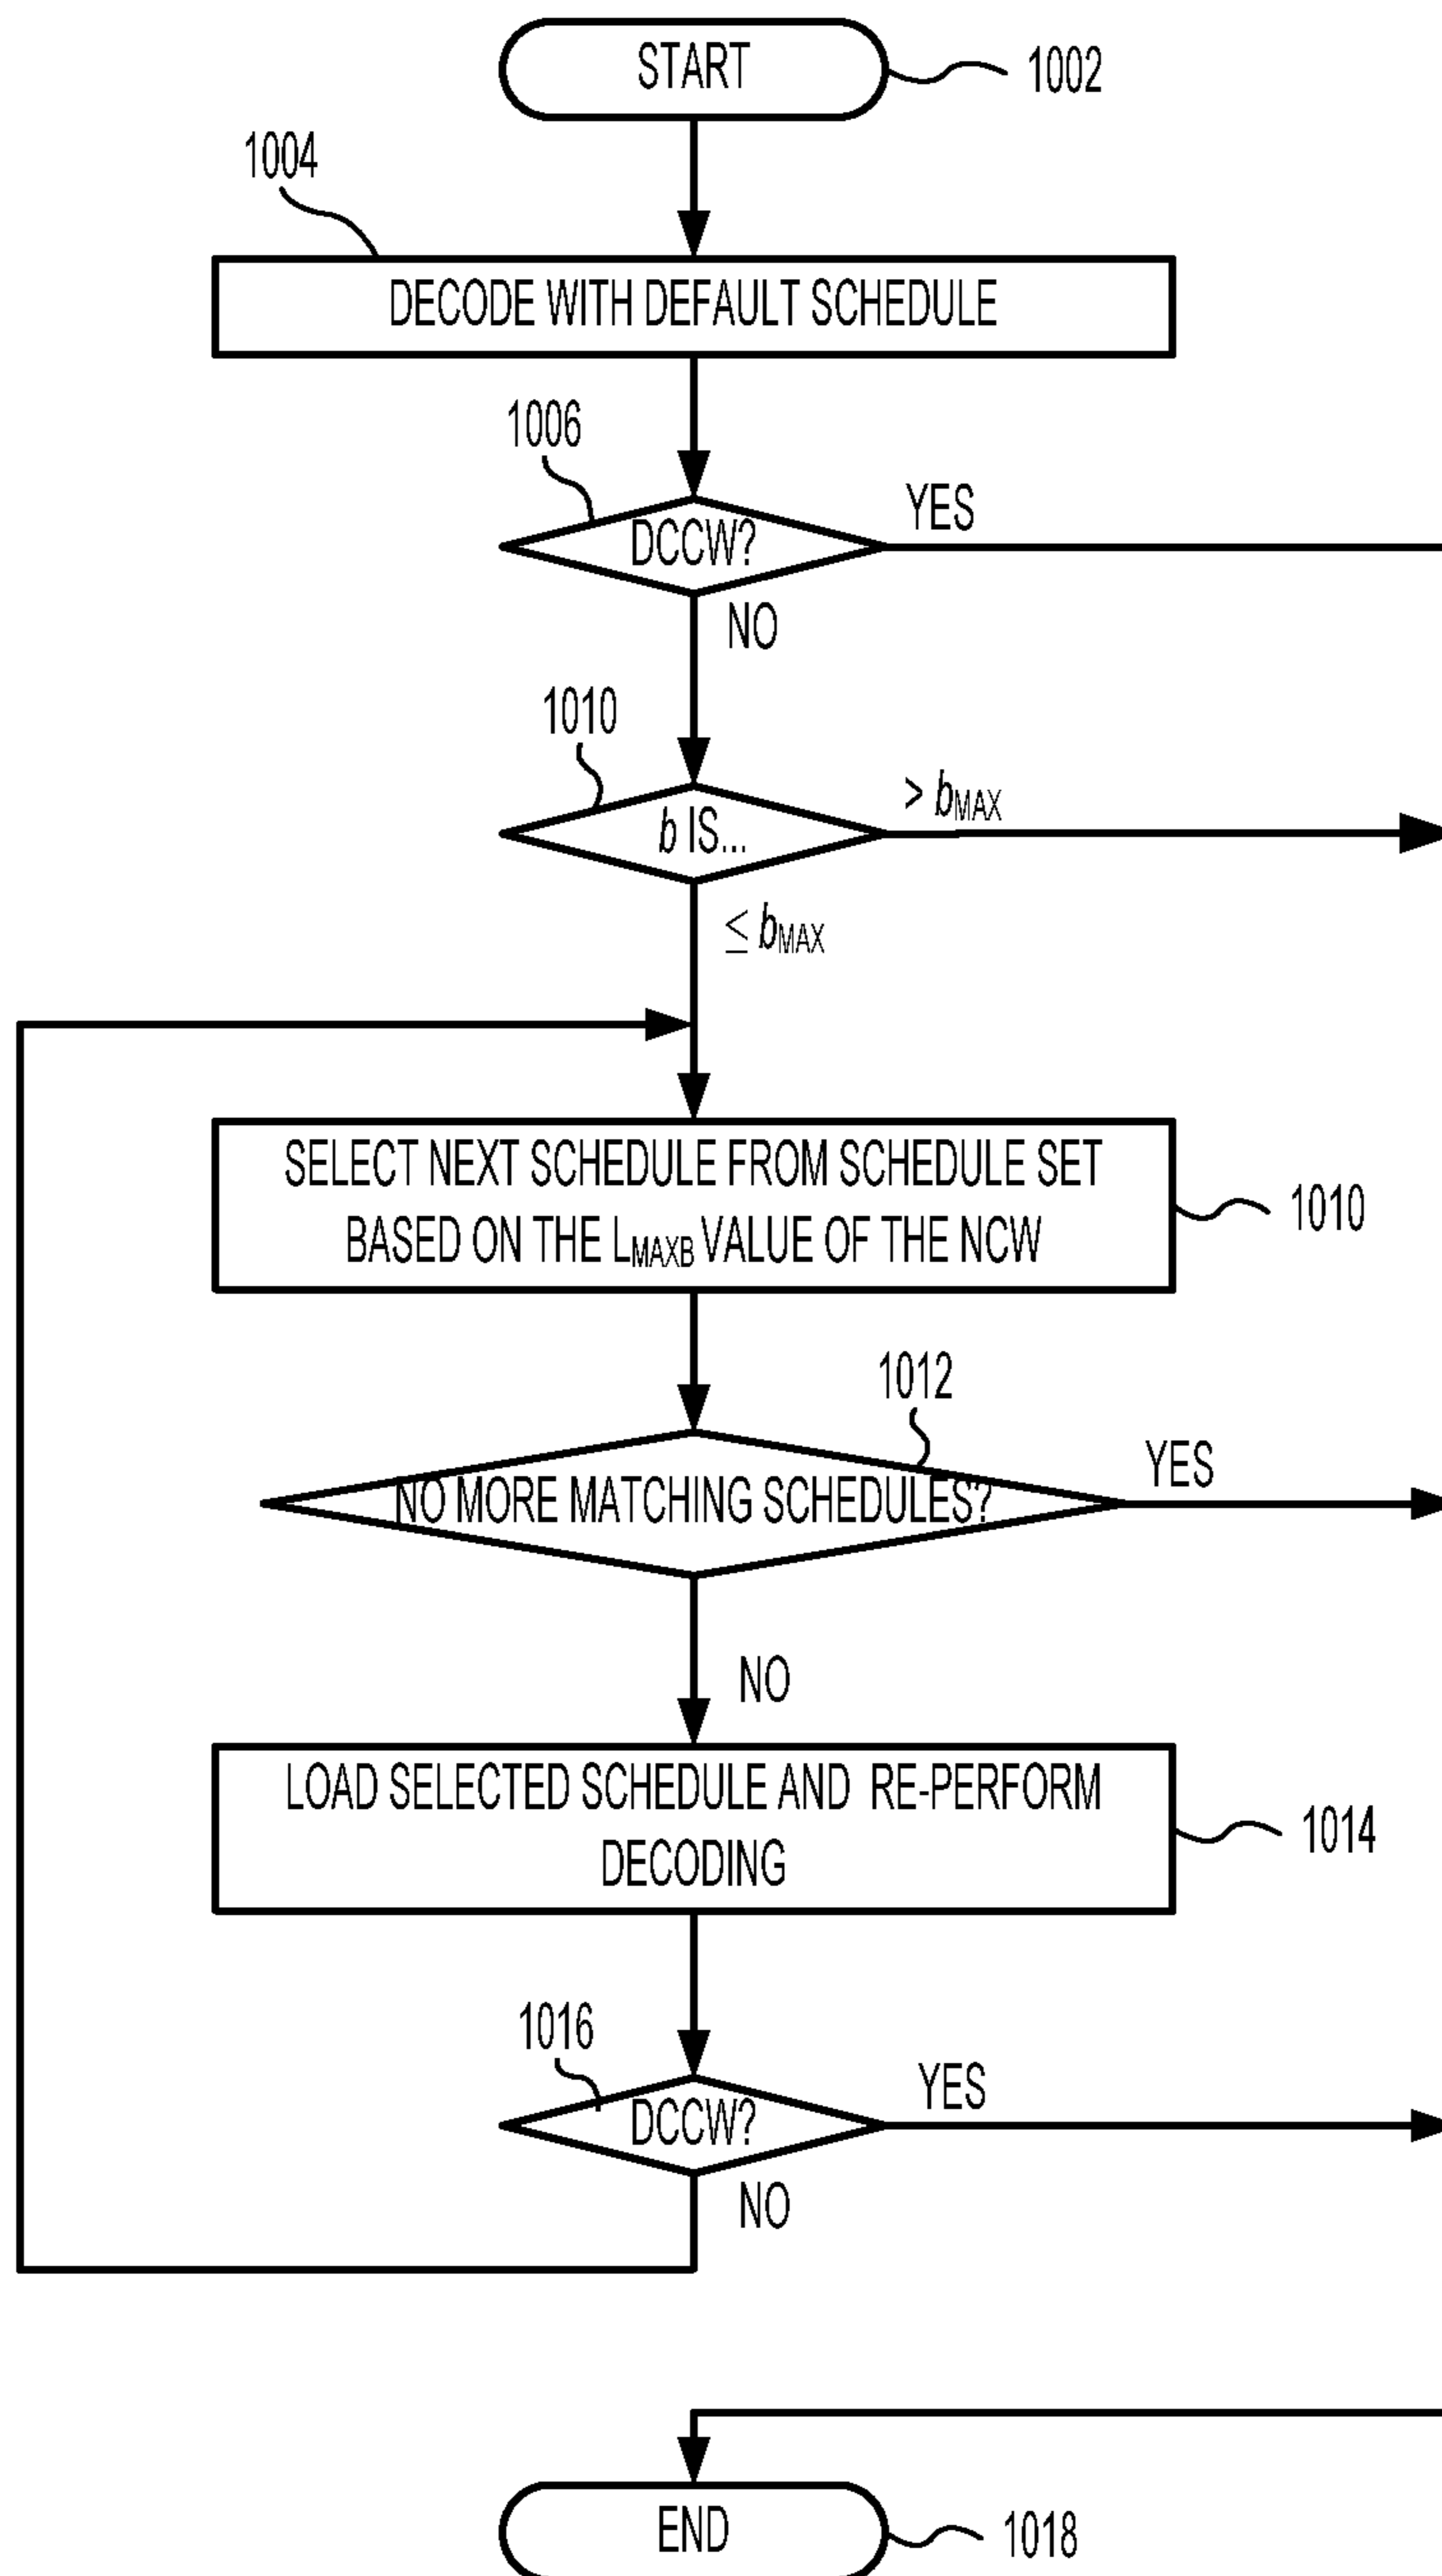 START
1002
1004
DECODE WITH DEFAULT SCHEDULE
1006
YES
DCCW?
NO
1010
> bMAX
b IS...
≤ bMAX
SELECT NEXT SCHEDULE FROM SCHEDULE SET
BASED ON THE LMAXB VALUE OF THE NCW
1010
1012
YES
NO MORE MATCHING SCHEDULES?
NO
LOAD SELECTED SCHEDULE AND RE-PERFORM
DECODING
1014
1016
YES
DCCW?
NO
END
1018